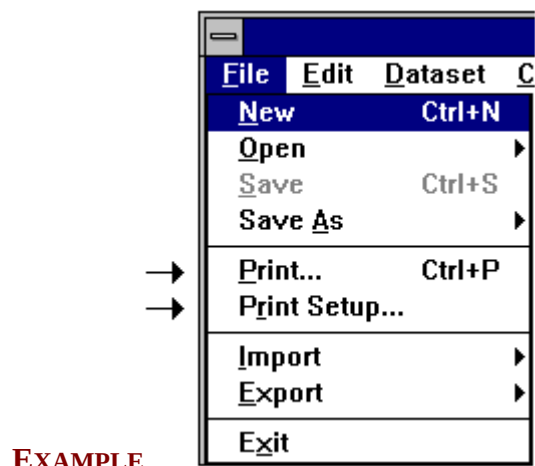 File Edit Dataset C
New Ctrl+N
Open
Save Ctrl+S
Save As
Print... Ctrl+P
Print Setup...
Import
Export
Exit
EXAMPLE